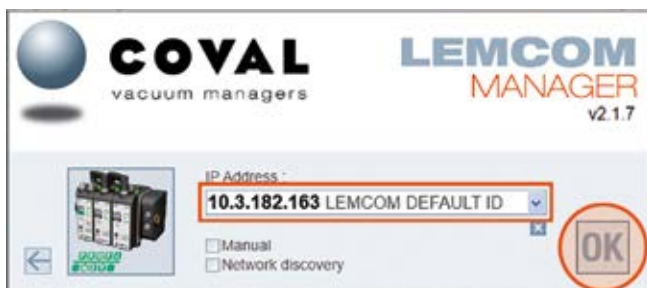 COVAL
vacuum managers
LEMCOM
MANAGER
v2.1.7
IP Address :
10.3.182.163 LEMCOM DEFAULT ID
Manual
Network discovery
OK